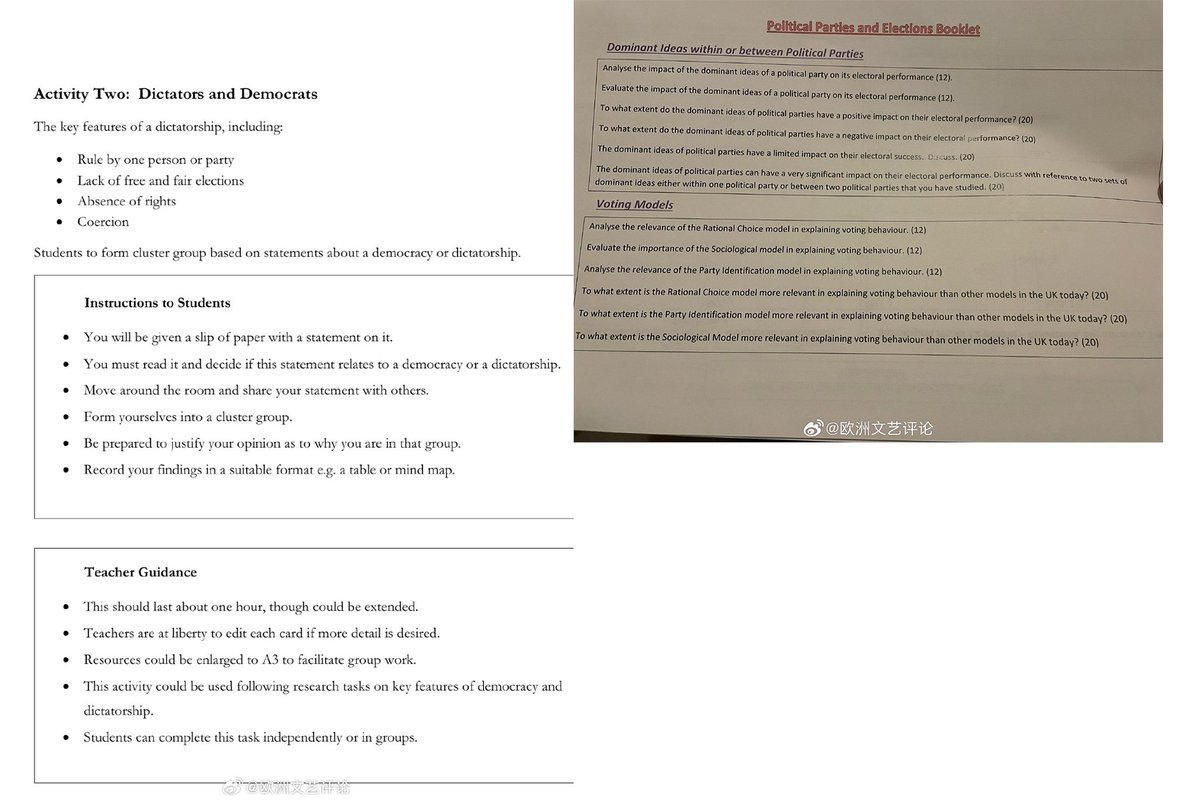 Activity Two: Dictators and Democrats
The key features of a dictatorship, including:
• Rule by one person or party
• Lack of free and fair elections
• Absence of rights
• Coercion
Students to form cluster group based on statements about a democracy or dictatorship.
Instructions to Students
• You will be given a slip of paper with a statement on it.
• You must read it and decide if this statement relates to a democracy or a dictatorship.
• Move around the room and share your statement with others.
• Form yourselves into a cluster group.
• Be prepared to justify your opinion as to why you are in that group.
• Record your findings in a suitable format e.g. a table or mind map.
Teacher Guidance
• This should last about one hour, though could be extended.
• Teachers are at liberty to edit each card if more detail is desired.
• Resources could be enlarged to A3 to facilitate group work.
• This activity could be used following research tasks on key features of democracy and
dictatorship.
• Students can complete this task independently or in groups.
@欧洲文艺评论
Political Parties and Elections Booklet
Dominant Ideas within or between Political Parties
Analyse the impact of the dominant ideas of a political party on its electoral performance (12).
Evaluate the impact of the dominant ideas of a political party on its electoral performance (12).
To what extent do the dominant ideas of political parties have a positive impact on their electoral performance? (20)
To what extent do the dominant ideas of political parties have a negative impact on their electoral performance? (20)
The dominant ideas of political parties have a limited impact on their electoral success. Discuss. (20)
The dominant ideas of political parties can have a very significant impact on their electoral performance. Discuss with reference to two sets of
dominant ideas either within one political party or between two political parties that you have studied. (20)
Voting Models
Analyse the relevance of the Rational Choice model in explaining voting behaviour. (12)
Evaluate the importance of the Sociological model in explaining voting behaviour. (12)
Analyse the relevance of the Party Identification model in explaining voting behaviour. (12)
To what extent is the Rational Choice model more relevant in explaining voting behaviour than other models in the UK today? (20)
To what extent is the Party Identification model more relevant in explaining voting behaviour than other models in the UK today? (20)
To what extent is the Sociological Model more relevant in explaining voting behaviour than other models in the UK today? (20)
@欧洲文艺评论